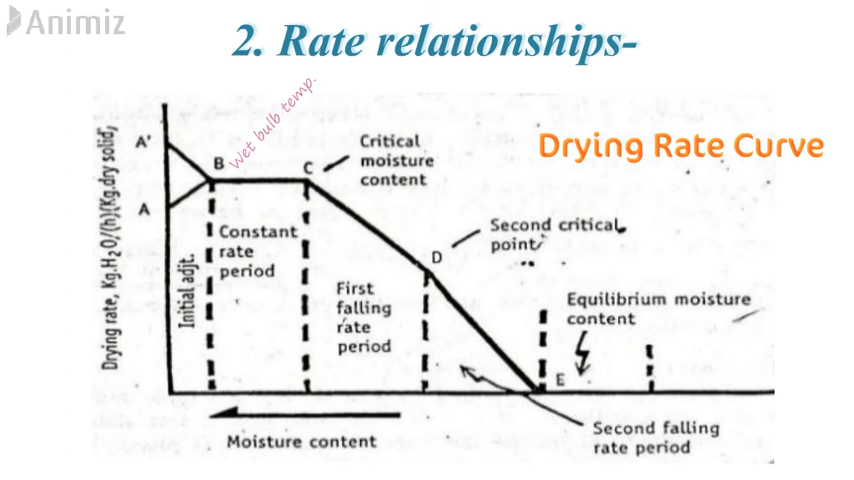 Animiz
2. Rate relationships-
Wet bulb temp.
Drying Rate Curve
Drying rate, Kg.H2O/(h)(Kg.dry solid)
A'
A
B
C
Critical
moisture
content
Initial adjt.
Constant
rate
period
First
falling
rate
period
D
Second critical
point
Equilibrium moisture
content
E
Moisture content
Second falling
rate period